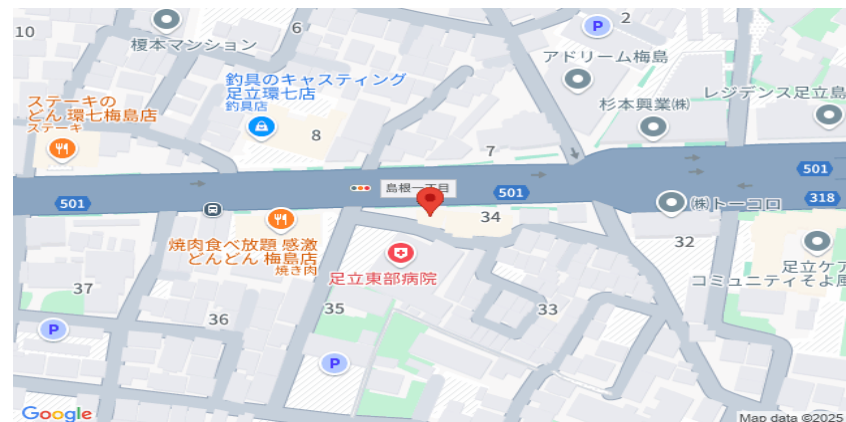 10
榎本マンション
6
2
アドリーム梅島
釣具のキャスティング
足立環七店
釣具店
ステーキの
どん 環七梅島店
ステーキ
杉本興業㈱
レジデンス足立島
8
7
501
島根一丁目
501
501
318
㈱トーコロ
34
焼肉食べ放題 感激
どんどん 梅島店
焼き肉
32
足立東部病院
足立ケア
コミュニティそよ風
37
35
36
33
P
P
P
Google
Map data ©2025